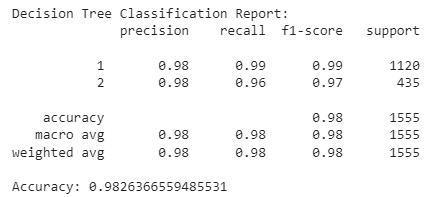 Decision Tree Classification Report:
precision recall f1-score support
1 0.98 0.99 0.99 1120
2 0.98 0.96 0.97 435
accuracy 0.98 1555
macro avg 0.98 0.98 0.98 1555
weighted avg 0.98 0.98 0.98 1555
Accuracy: 0.9826366559485531